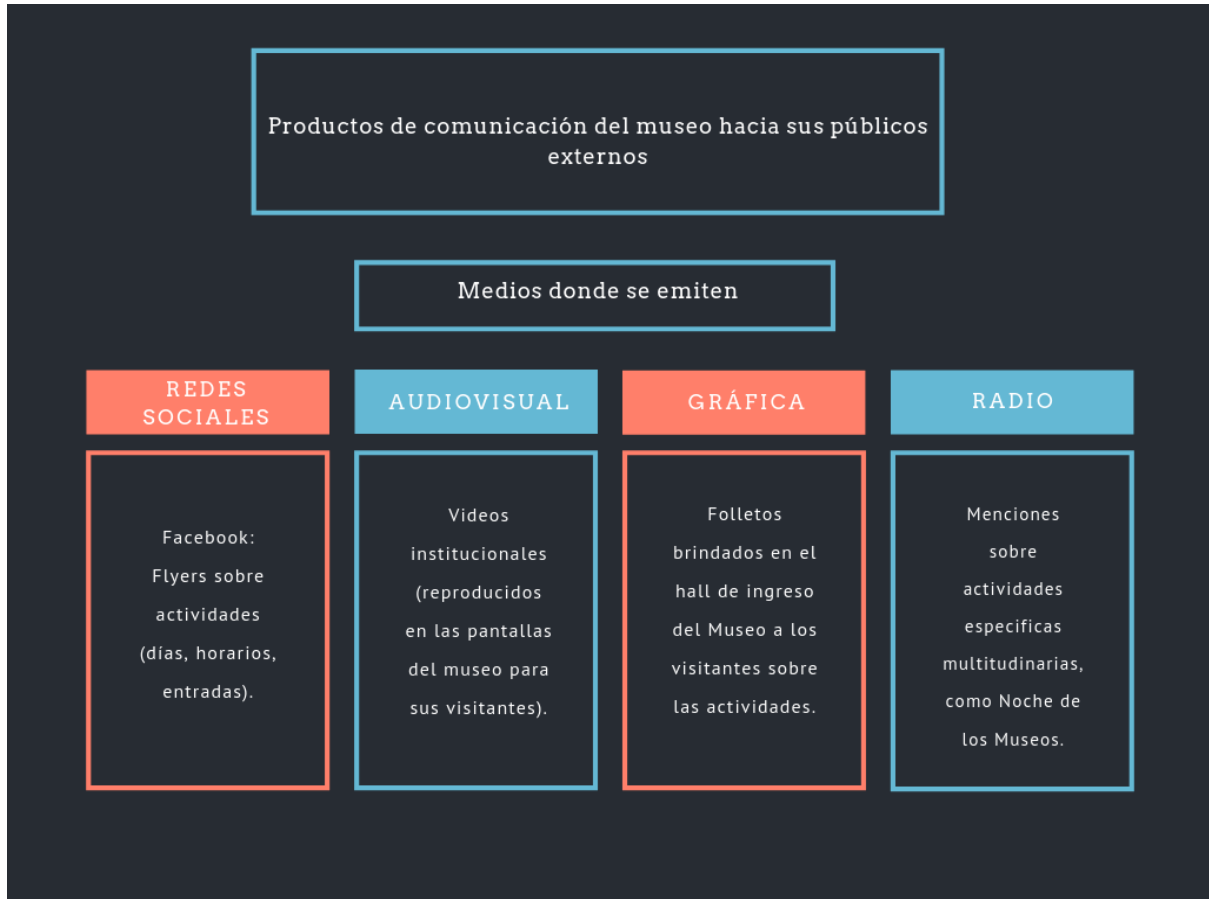 Productos de comunicación del museo hacia sus públicos
externos
Medios donde se emiten
REDES
SOCIALES
Facebook:
Flyers sobre
actividades
(días, horarios,
entradas).
AUDIOVISUAL
Videos
institucionales
(reproducidos
en las pantallas
del museo para
sus visitantes).
GRÁFICA
Folletos
brindados en el
hall de ingreso
del Museo a los
visitantes sobre
las actividades.
RADIO
Menciones
sobre
actividades
especificas
multitudinarias,
como Noche de
los Museos.